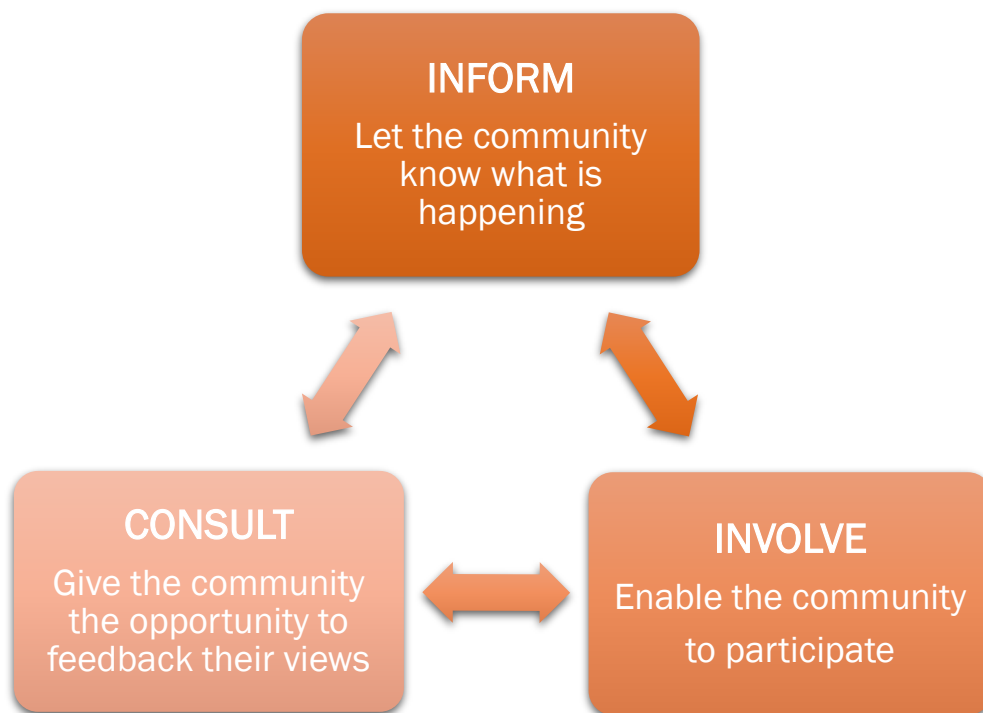 INFORM
Let the community
know what is
happening
CONSULT
Give the community
the opportunity to
feedback their views
INVOLVE
Enable the community
to participate